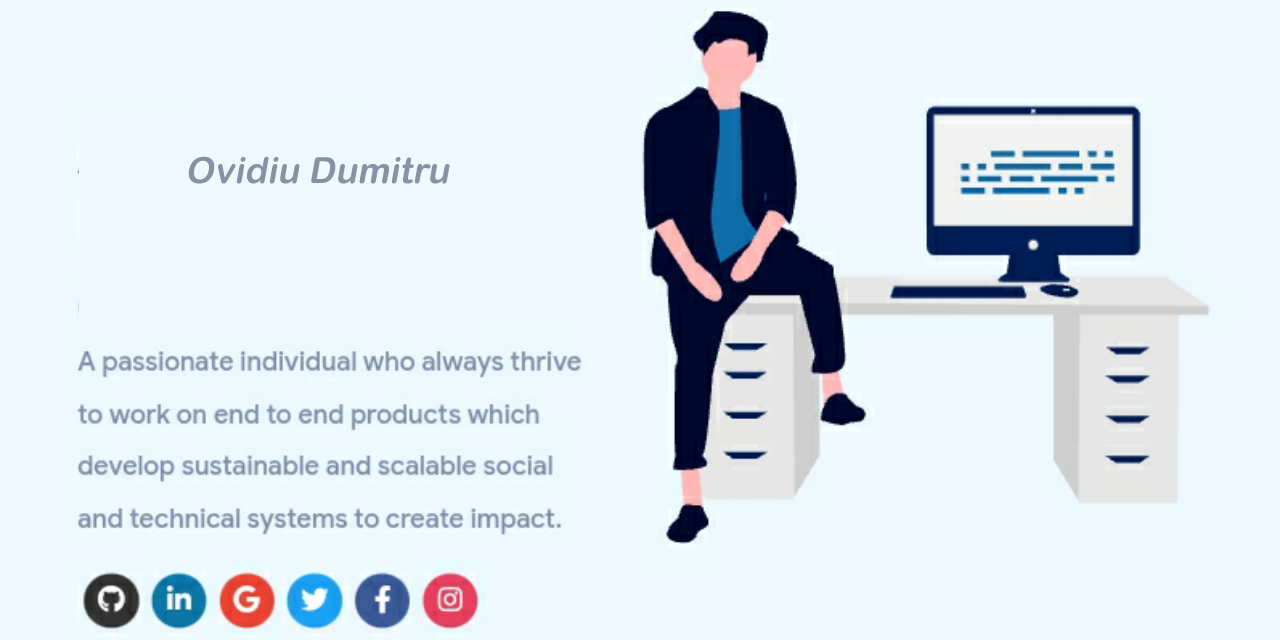 Ovidiu Dumitru
A passionate individual who always thrive
to work on end to end products which
develop sustainable and scalable social
and technical systems to create impact.
in
G
f